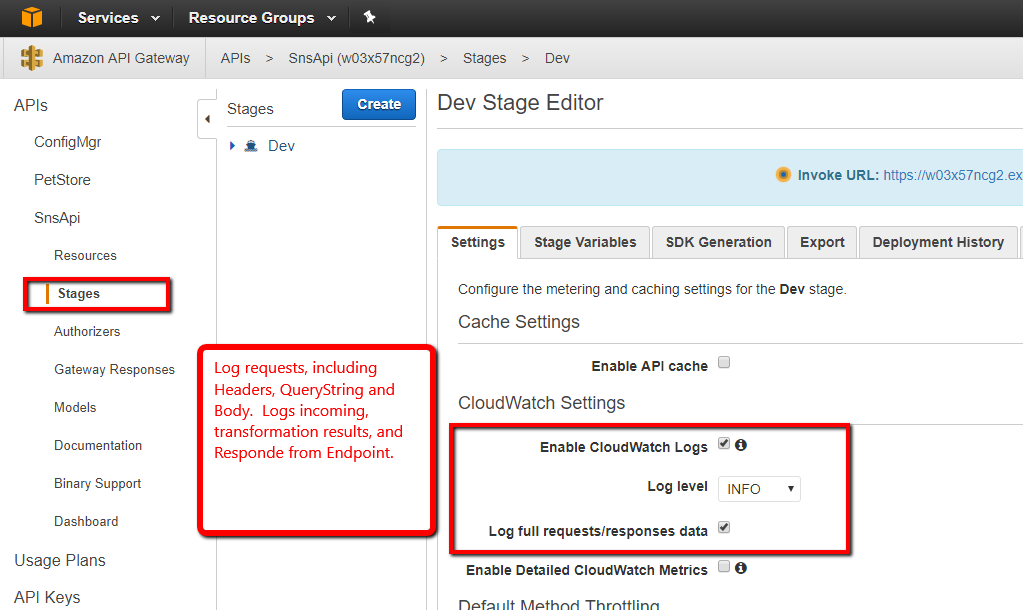 Services Resource Groups
Amazon API Gateway APIs > SnsApi (w03x57ncg2) > Stages > Dev
APIs
ConfigMgr
PetStore
SnsApi
Resources
Stages
Authorizers
Gateway Responses
Models
Documentation
Binary Support
Dashboard
Usage Plans
API Keys
Stages Create
Dev
Log requests, including
Headers, QueryString and
Body. Logs incoming,
transformation results, and
Responde from Endpoint.
Dev Stage Editor
Invoke URL: https://w03x57ncg2.ex
Settings Stage Variables SDK Generation Export Deployment History
Configure the metering and caching settings for the Dev stage.
Cache Settings
Enable API cache
CloudWatch Settings
Enable CloudWatch Logs
Log level INFO
Log full requests/responses data
Enable Detailed CloudWatch Metrics
Default Method Throttling